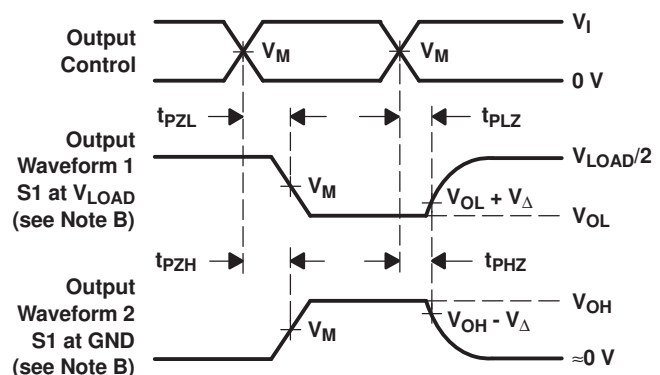 Output
Control
V_M
V_M
V_I
0 V
t_PZL
t_PLZ
Output
Waveform 1
S1 at V_LOAD
(see Note B)
V_M
V_LOAD/2
V_OL + V_Δ
V_OL
t_PZH
t_PHZ
Output
Waveform 2
S1 at GND
(see Note B)
V_M
V_OH
V_OH - V_Δ
≈0 V